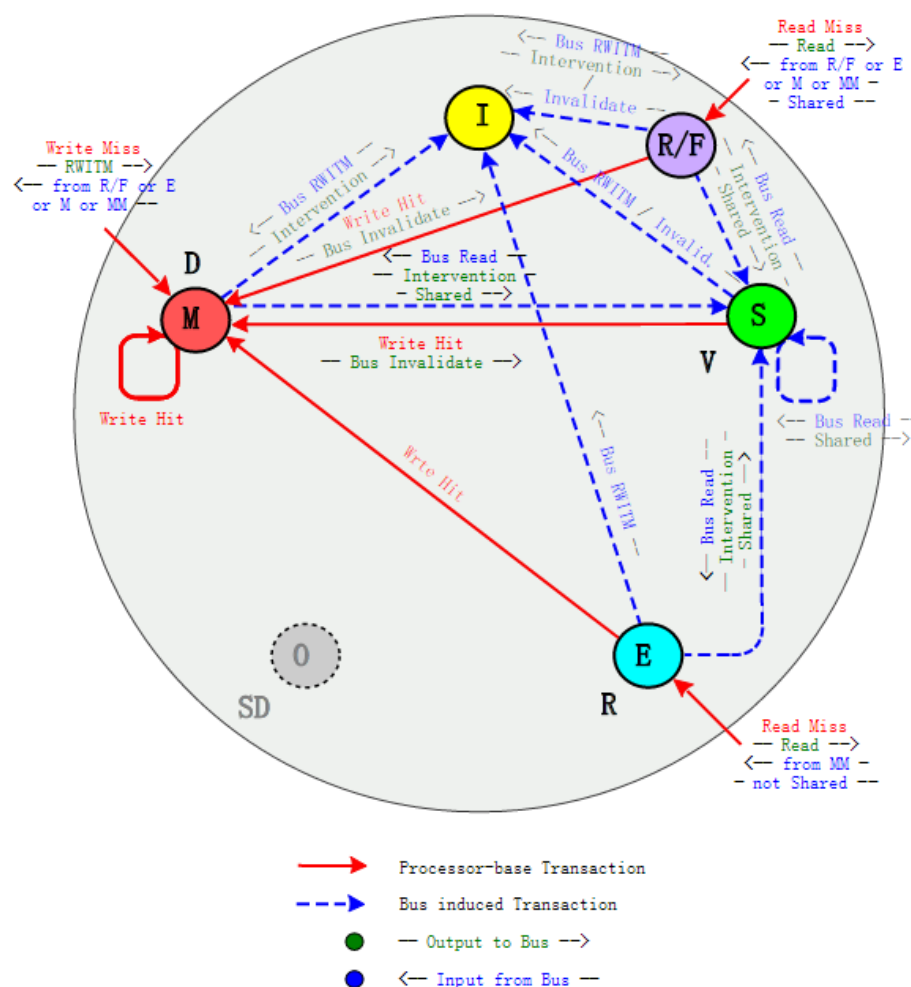 Read Miss
-- Read -->
<-- from R/F or E
or M or MM -
- Shared --
<-- Bus RWITM --
-- Intervention -->
/
<-- Invalidate --
I
R/F
Write Miss
-- RWITM -->
<-- from R/F or E
or M or MM --
<-- Bus RWITM --
-- Intervention -->
Write Hit
-- Bus Invalidate -->
<-- Bus RWITM / Invalid. --
<-- Bus Read -
-- Intervention -
- Shared -->
D
M
<-- Bus Read
-- Intervention -
- Shared -->
S
V
Write Hit
-- Bus Invalidate -->
Write Hit
<-- Bus Read --
-- Shared -->
Wrte Hit
<-- Bus RWITM --
<-- Bus Read --
-- Intervention -
- Shared -->
O
SD
E
R
Read Miss
-- Read -->
<-- from MM -
- not Shared --
Processor-base Transaction
Bus induced Transaction
-- Output to Bus -->
<-- Input from Bus --